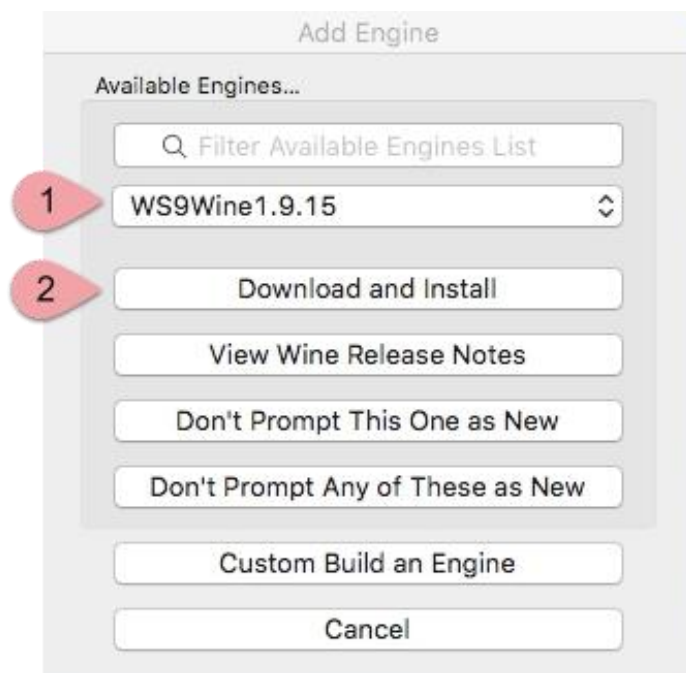 Add Engine
Available Engines...
Filter Available Engines List
1
WS9Wine1.9.15
2
Download and Install
View Wine Release Notes
Don't Prompt This One as New
Don't Prompt Any of These as New
Custom Build an Engine
Cancel